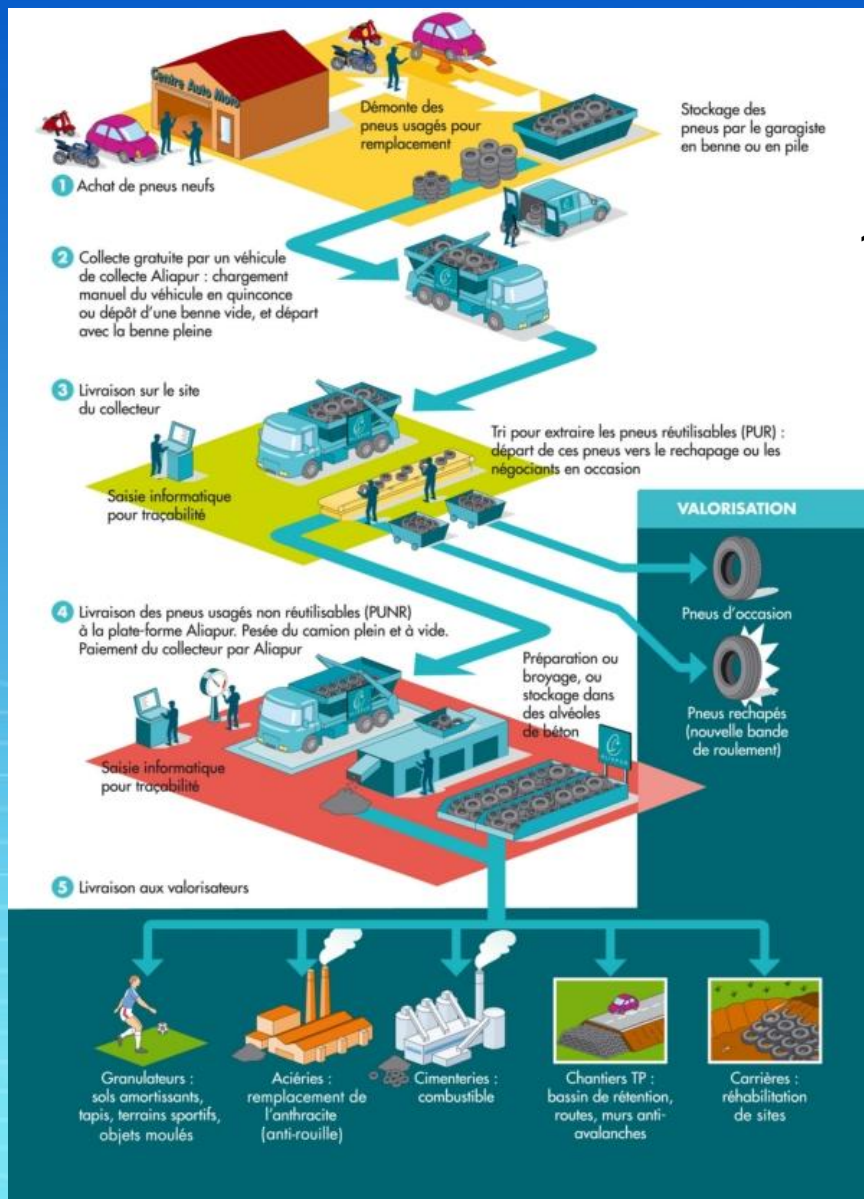 Centre Auto Moto
Démonte des
pneus usagés pour
remplacement
Stockage des
pneus par le garagiste
en benne ou en pile
1 Achat de pneus neufs
2 Collecte gratuite par un véhicule
de collecte Aliapur : chargement
manuel du véhicule en quinconce
ou dépôt d'une benne vide, et départ
avec la benne pleine
3 Livraison sur le site
du collecteur
Tri pour extraire les pneus réutilisables (PUR) :
départ de ces pneus vers le rechapage ou les
négociants en occasion
Saisie informatique
pour traçabilité
VALORISATION
Pneus d'occasion
4 Livraison des pneus usagés non réutilisables (PUNR)
à la plate-forme Aliapur. Pesée du camion plein et à vide.
Paiement du collecteur par Aliapur
Préparation ou
broyage, ou
stockage dans
des alvéoles
de béton
Pneus rechapés
(nouvelle bande
de roulement)
ALIAPUR
Saisie informatique
pour traçabilité
5 Livraison aux valorisateurs
Granulateurs :
sols amortissants,
tapis, terrains sportifs,
objets moulés
Aciéries :
remplacement de
l'anthracite
(anti-rouille)
Cimenteries :
combustible
Chantiers TP :
bassin de rétention,
routes, murs anti-
avalanches
Carrières :
réhabilitation
de sites